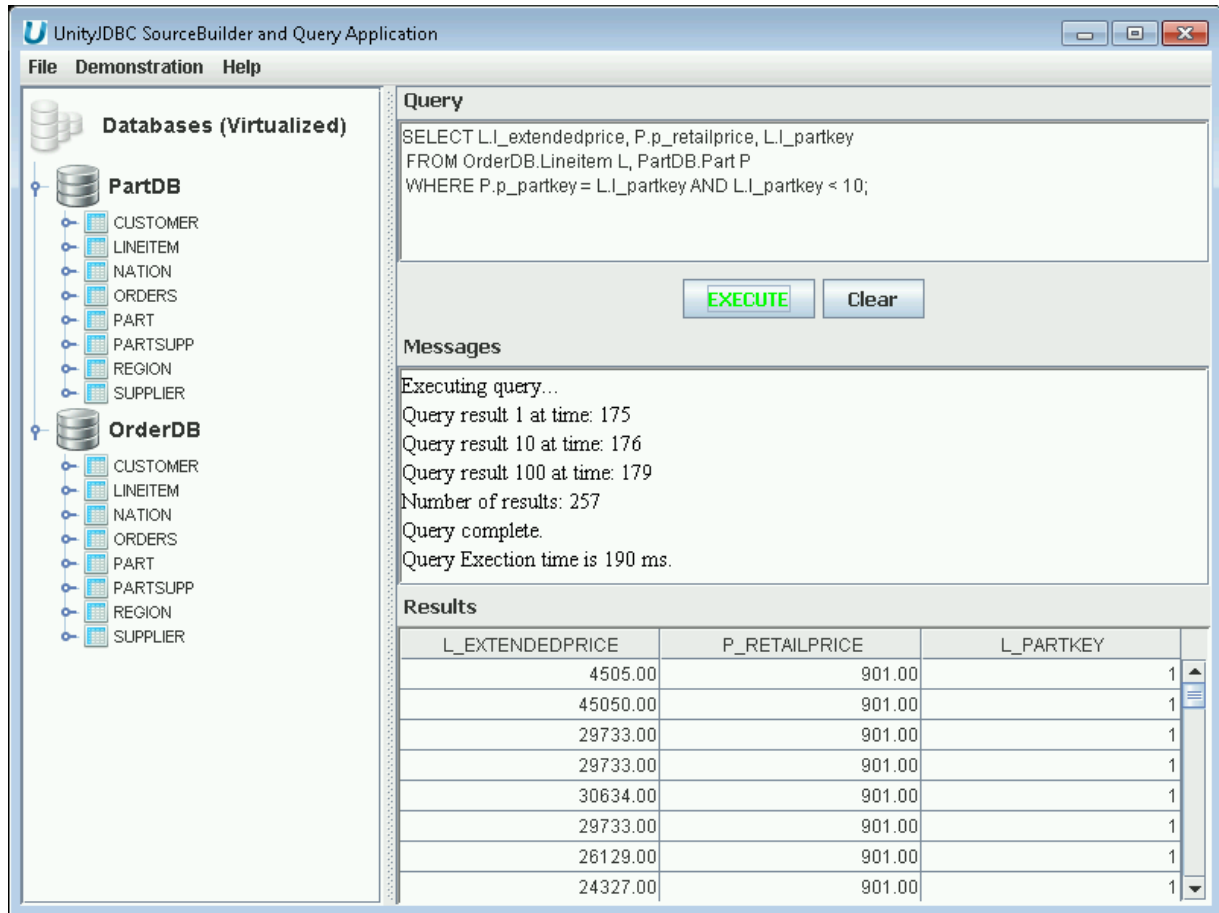 UnityJDBC SourceBuilder and Query Application
File Demonstration Help
Databases (Virtualized)
PartDB
CUSTOMER
LINEITEM
NATION
ORDERS
PART
PARTSUPP
REGION
SUPPLIER
OrderDB
CUSTOMER
LINEITEM
NATION
ORDERS
PART
PARTSUPP
REGION
SUPPLIER
Query
SELECT L.l_extendedprice, P.p_retailprice, L.l_partkey
FROM OrderDB.Lineitem L, PartDB.Part P
WHERE P.p_partkey = L.l_partkey AND L.l_partkey < 10;
EXECUTE Clear
Messages
Executing query...
Query result 1 at time: 175
Query result 10 at time: 176
Query result 100 at time: 179
Number of results: 257
Query complete.
Query Exection time is 190 ms.
Results
L_EXTENDEDPRICE P_RETAILPRICE L_PARTKEY
4505.00 901.00 1
45050.00 901.00 1
29733.00 901.00 1
29733.00 901.00 1
30634.00 901.00 1
29733.00 901.00 1
26129.00 901.00 1
24327.00 901.00 1